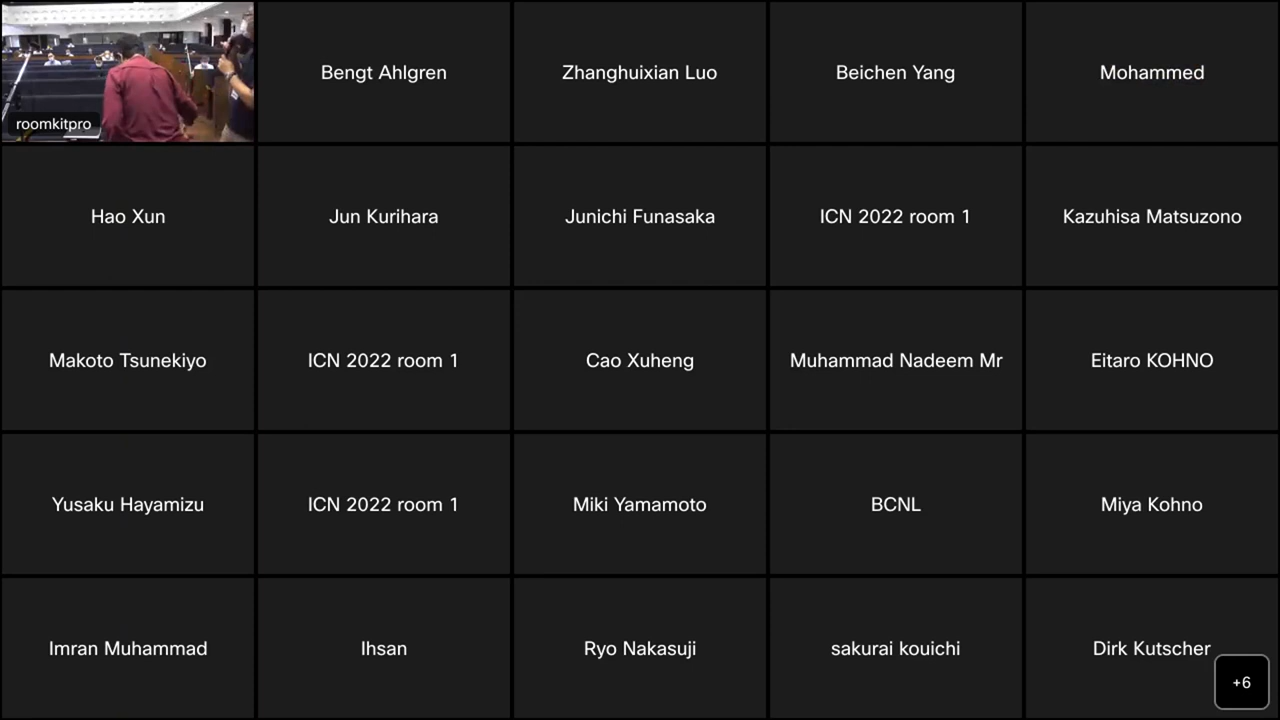 roomkitpro
Bengt Ahlgren
Zhanghuixian Luo
Beichen Yang
Mohammed
Hao Xun
Jun Kurihara
Junichi Funasaka
ICN 2022 room 1
Kazuhisa Matsuzono
Makoto Tsunekiyo
ICN 2022 room 1
Cao Xuheng
Muhammad Nadeem Mr
Eitaro KOHNO
Yusaku Hayamizu
ICN 2022 room 1
Miki Yamamoto
BCNL
Miya Kohno
Imran Muhammad
Ihsan
Ryo Nakasuji
sakurai kouichi
Dirk Kutscher
+6